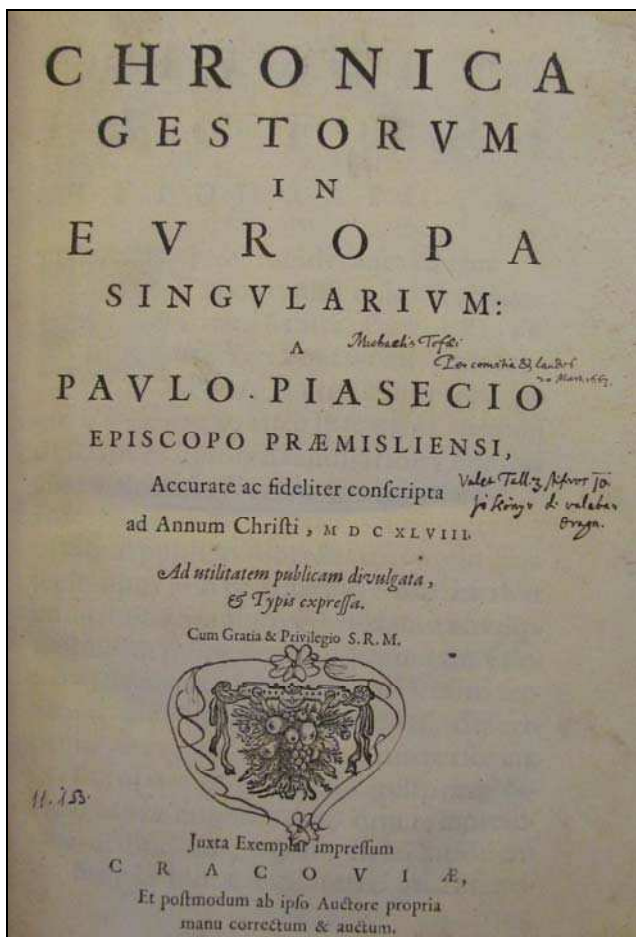 CHRONICA
GESTORVM
IN
EVROPA
SINGVLARIVM:
A
Michaelis
PAVLO. PIASECIO
EPISCOPO PRÆMISLIENSI,
Accurate ac fideliter conſcripta
ad Annum Chriſti, MDCXLVIII.
Ad utilitatem publicam divulgata,
& Typis expreſſa.
Cum Gratia & Privilegio S. R. M.
Juxta Exemplar impreſſum
CRACOVIÆ,
Et poſtmodum ab ipſo Auctore propria
manu correctum & auctum.